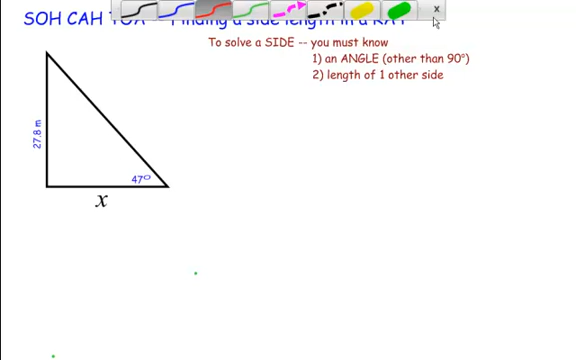 SOH CAH TOA
Finding a side length in a RAT
To solve a SIDE -- you must know
1) an ANGLE (other than 90°)
2) length of 1 other side
27.8 m
47°
x